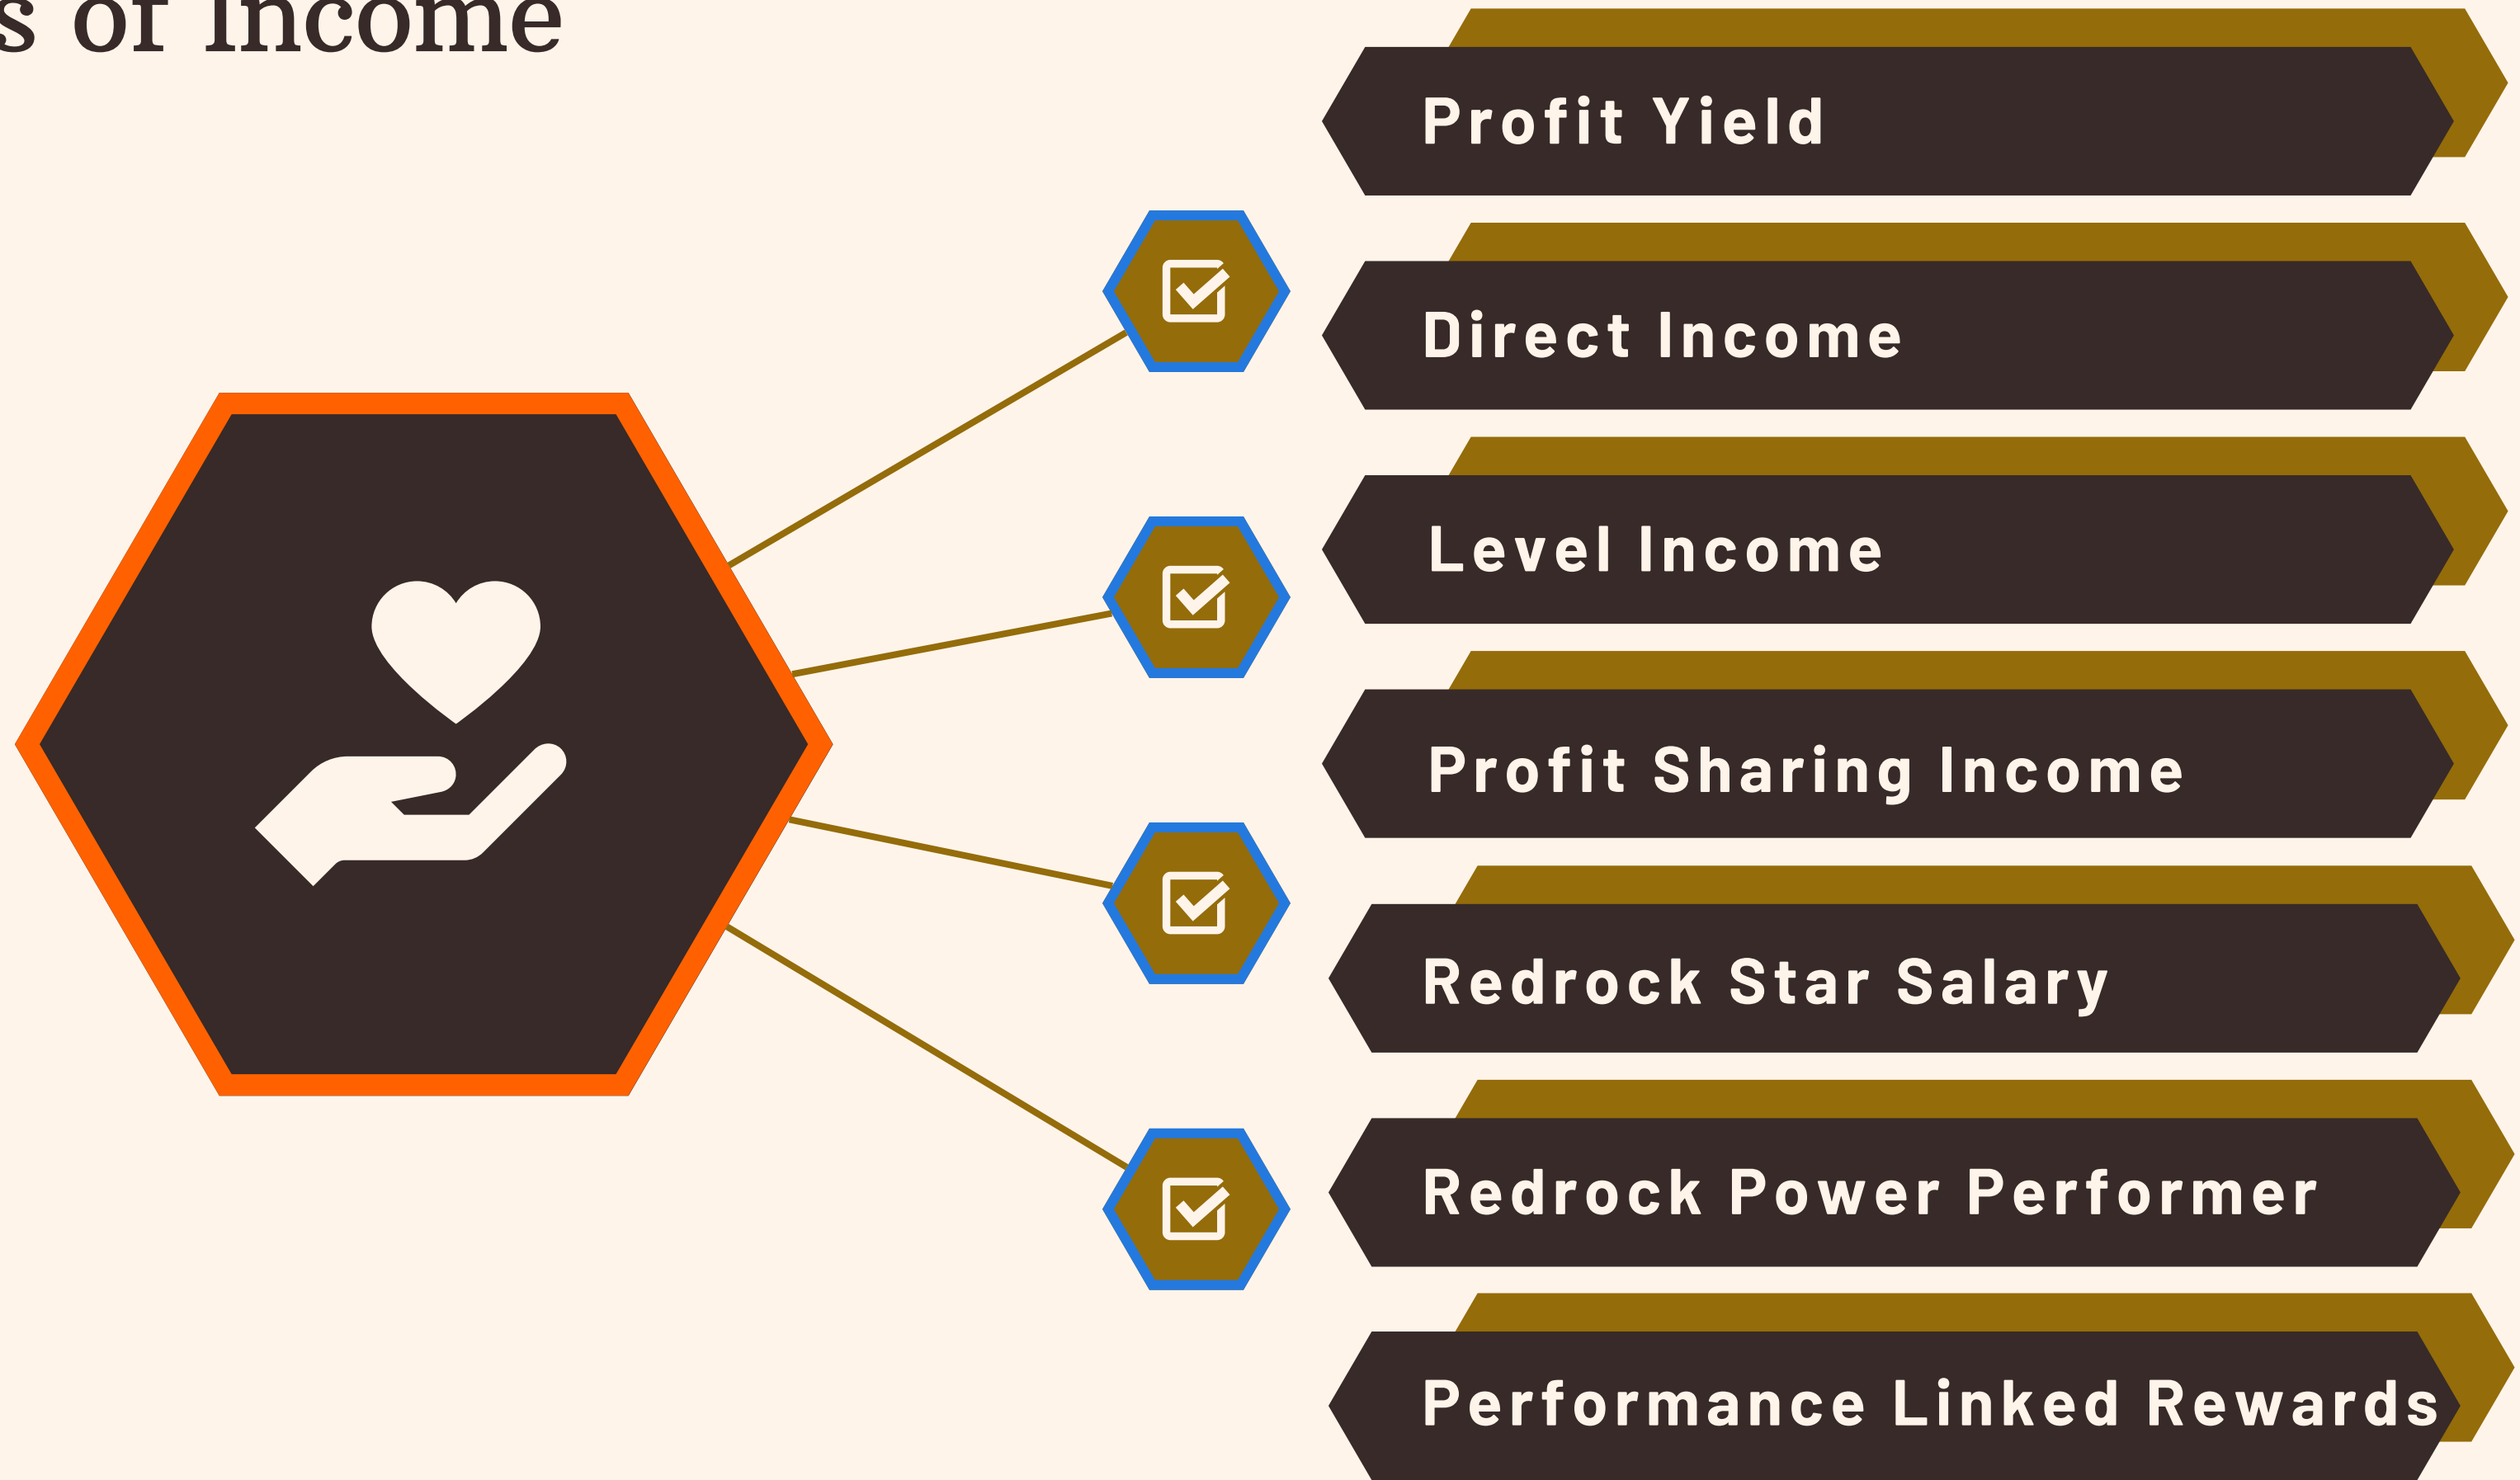 s of Income
Profit Yield
Direct Income
Level Income
Profit Sharing Income
Redrock Star Salary
Redrock Power Performer
Performance Linked Rewards